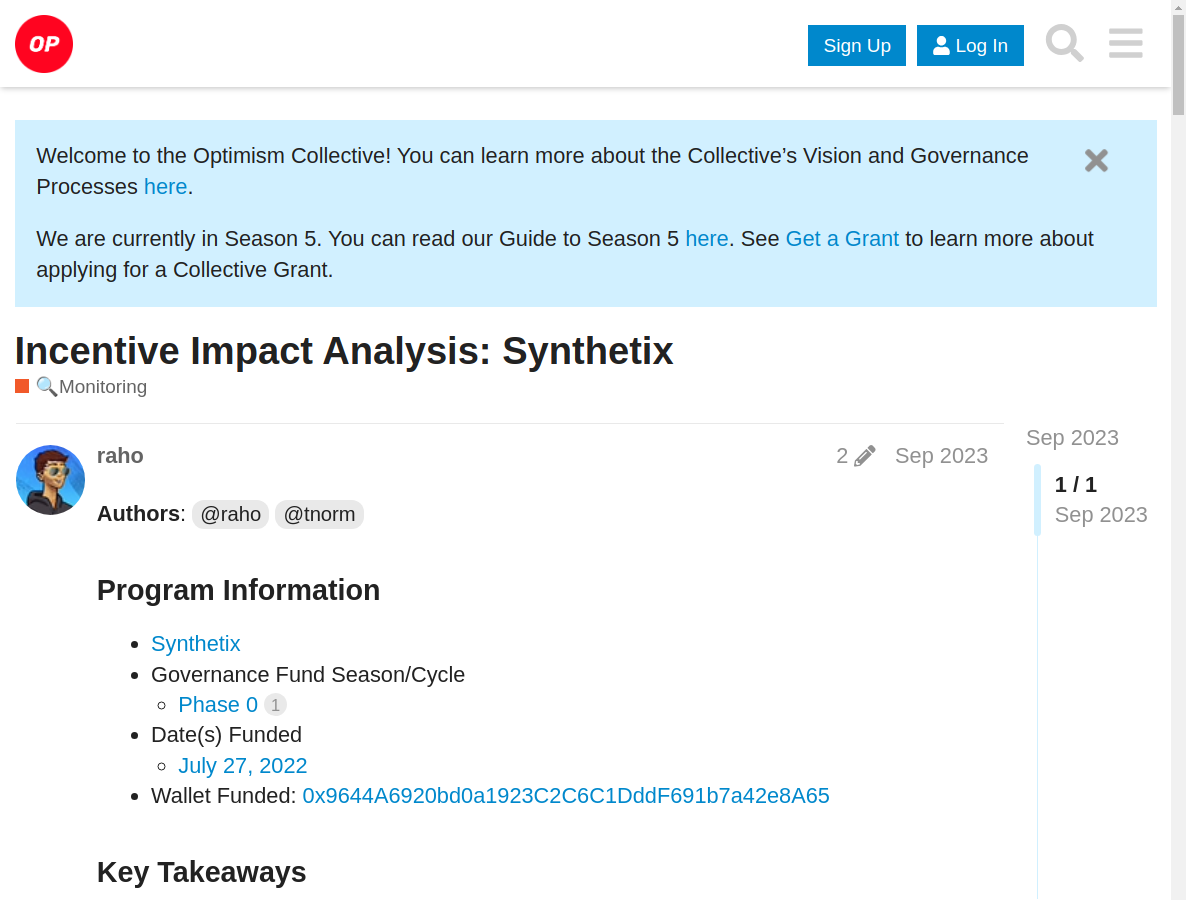 OP
Sign Up
Log In
Welcome to the Optimism Collective! You can learn more about the Collective’s Vision and Governance
Processes here.
We are currently in Season 5. You can read our Guide to Season 5 here. See Get a Grant to learn more about
applying for a Collective Grant.
Incentive Impact Analysis: Synthetix
Monitoring
raho
2
Sep 2023
Sep 2023
1 / 1
Sep 2023
Authors: @raho @tnorm
Program Information
Synthetix
Governance Fund Season/Cycle
Phase 0 1
Date(s) Funded
July 27, 2022
Wallet Funded: 0x9644A6920bd0a1923C2C6C1DddF691b7a42e8A65
Key Takeaways